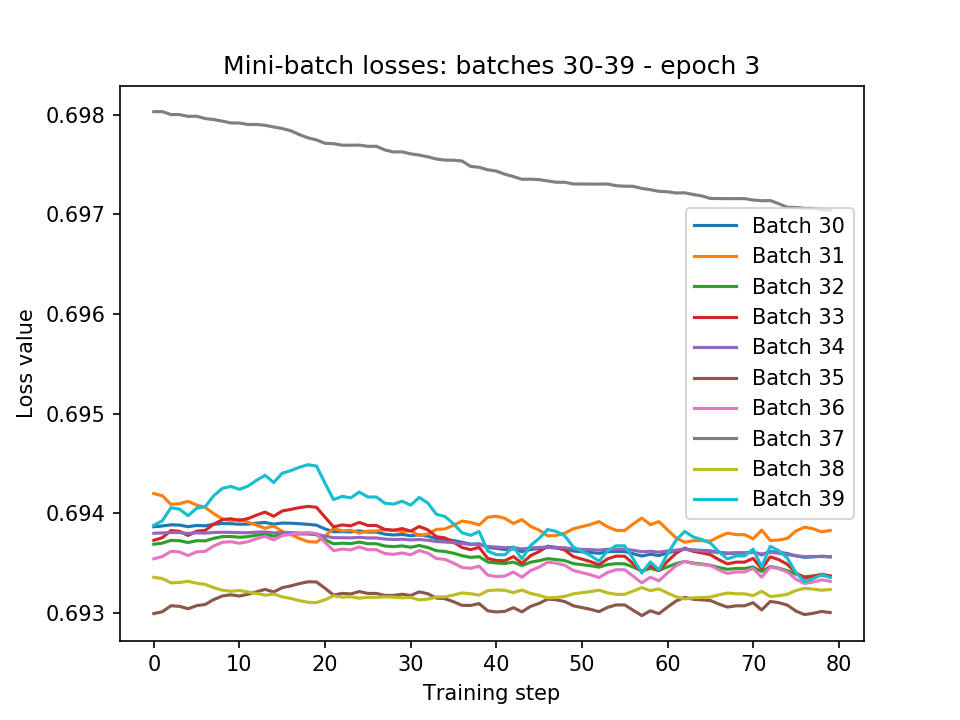 Mini-batch losses: batches 30-39 - epoch 3
Loss value
0.698
0.697
0.696
0.695
0.694
0.693
0
10
20
30
40
50
60
70
80
Training step
Batch 30
Batch 31
Batch 32
Batch 33
Batch 34
Batch 35
Batch 36
Batch 37
Batch 38
Batch 39